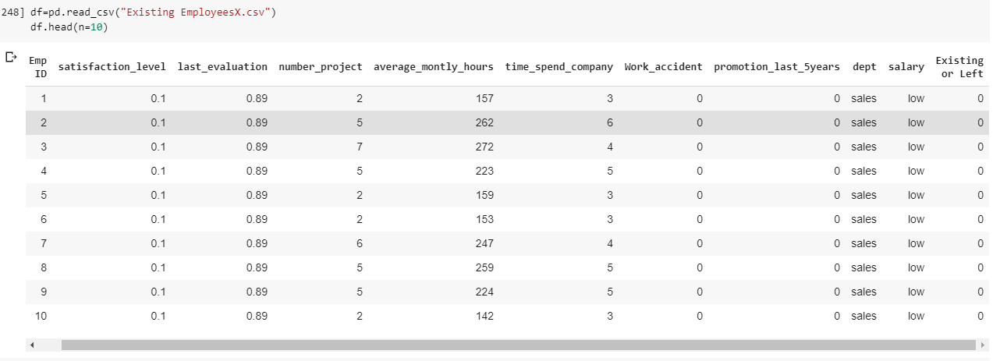 248] df=pd.read_csv("Existing EmployeesX.csv")
df.head(n=10)
Emp ID satisfaction_level last_evaluation number_project average_montly_hours time_spend_company Work_accident promotion_last_5years dept salary Existing or Left
1 0.1 0.89 2 157 3 0 0 sales low 0
2 0.1 0.89 5 262 6 0 0 sales low 0
3 0.1 0.89 7 272 4 0 0 sales low 0
4 0.1 0.89 5 223 5 0 0 sales low 0
5 0.1 0.89 2 159 3 0 0 sales low 0
6 0.1 0.89 2 153 3 0 0 sales low 0
7 0.1 0.89 6 247 4 0 0 sales low 0
8 0.1 0.89 5 259 5 0 0 sales low 0
9 0.1 0.89 5 224 5 0 0 sales low 0
10 0.1 0.89 2 142 3 0 0 sales low 0